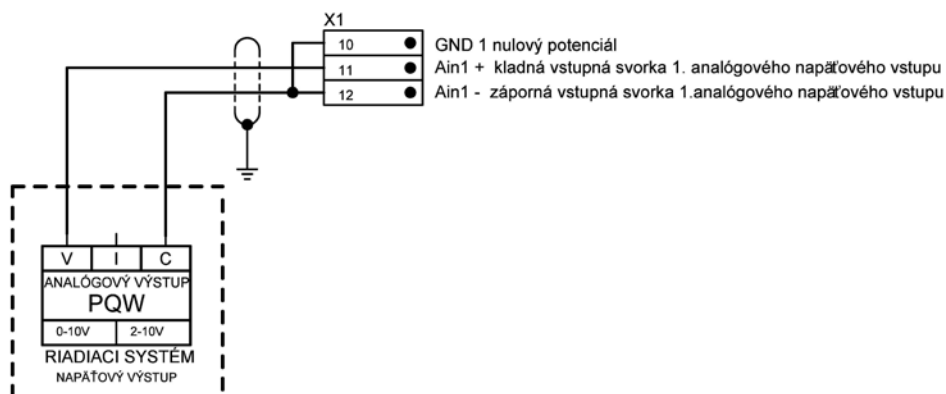 X1
10 GND 1 nulový potenciál
11 Ain1 + kladná vstupná svorka 1. analógového napäťového vstupu
12 Ain1 - záporná vstupná svorka 1.analógového napäťového vstupu
V I C
ANALÓGOVÝ VÝSTUP
PQW
0-10V 2-10V
RIADIACI SYSTÉM
NAPÄŤOVÝ VÝSTUP